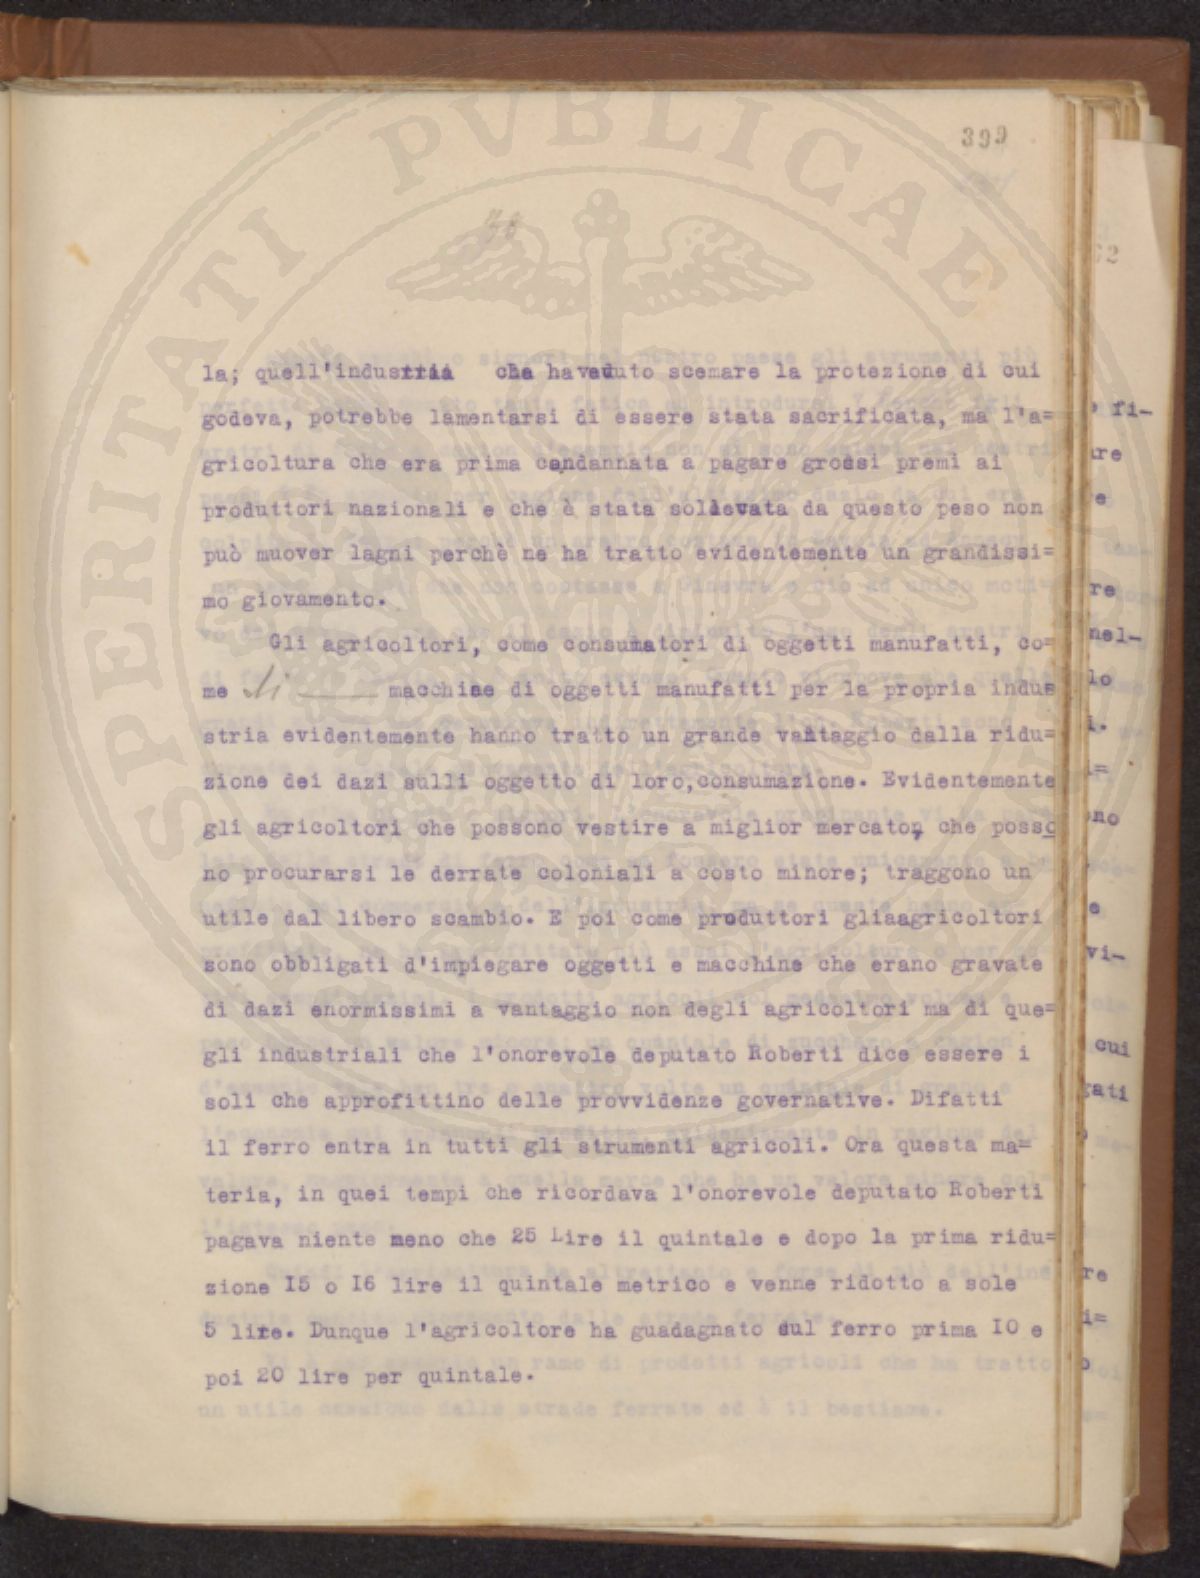 399
38
la; quell'industria che ha veduto scemare la protezione di cui
godeva, potrebbe lamentarsi di essere stata sacrificata, ma l'a=
gricoltura che era prima condannata a pagare grossi premi ai
produttori nazionali e che è stata sollevata da questo peso non
può muover lagni perchè ne ha tratto evidentemente un grandissi=
mo giovamento.
Gli agricoltori, come consumatori di oggetti manufatti, co=
me di macchine di oggetti manufatti per la propria indus
stria evidentemente hanno tratto un grande vantaggio dalla ridu=
zione dei dazi sulli oggetto di loro,consumazione. Evidentemente
gli agricoltori che possono vestire a miglior mercato, che posso
no procurarsi le derrate coloniali a costo minore; traggono un
utile dal libero scambio. E poi come produttori gliaagricoltori
sono obbligati d'impiegare oggetti e macchine che erano gravate
di dazi enormissimi a vantaggio non degli agricoltori ma di que=
gli industriali che l'onorevole deputato Roberti dice essere i
soli che approfittino delle provvidenze governative. Difatti
il ferro entra in tutti gli strumenti agricoli. Ora questa ma=
teria, in quei tempi che ricordava l'onorevole deputato Roberti
pagava niente meno che 25 Lire il quintale e dopo la prima ridu=
zione I5 o I6 lire il quintale metrico e venne ridotto a sole
5 lire. Dunque l'agricoltore ha guadagnato sul ferro prima IO e
poi 20 lire per quintale.
SPERITATI PVBLICAE